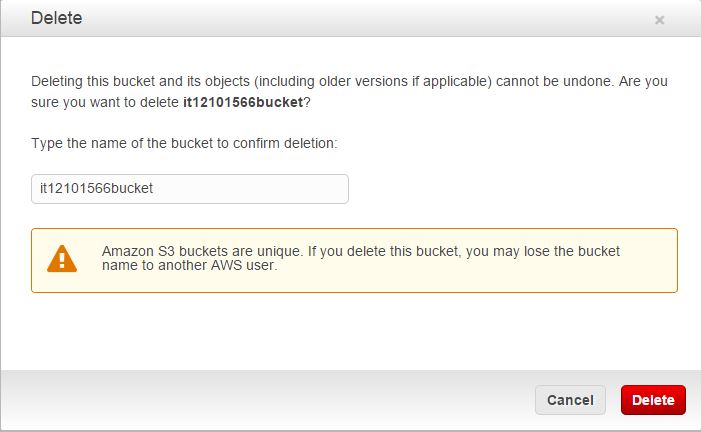 Delete
×
Deleting this bucket and its objects (including older versions if applicable) cannot be undone. Are you
sure you want to delete it12101566bucket?
Type the name of the bucket to confirm deletion:
it12101566bucket
Amazon S3 buckets are unique. If you delete this bucket, you may lose the bucket
name to another AWS user.
Cancel Delete